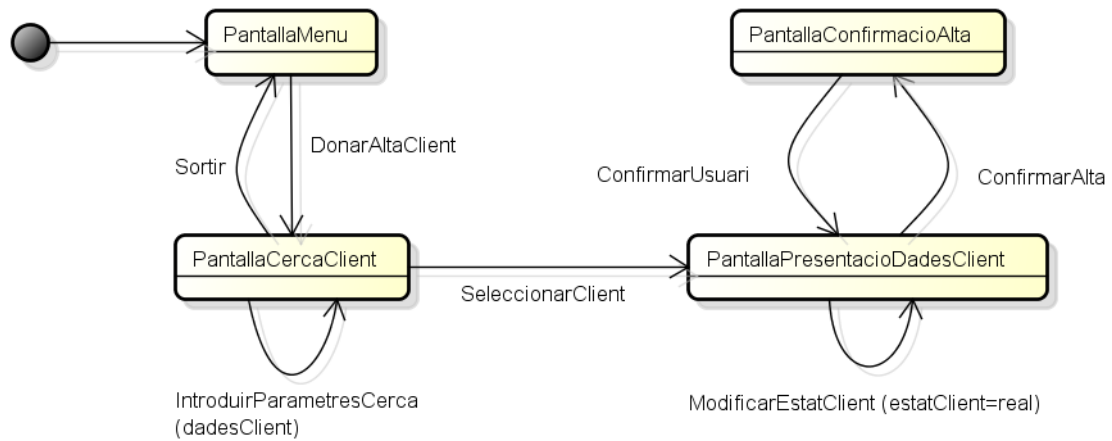 PantallaMenu
PantallaConfirmacioAlta
Sortir
DonarAltaClient
ConfirmarUsuari
ConfirmarAlta
PantallaCercaClient
SeleccionarClient
PantallaPresentacioDadesClient
IntroduirParametresCerca
(dadesClient)
ModificarEstatClient (estatClient=real)